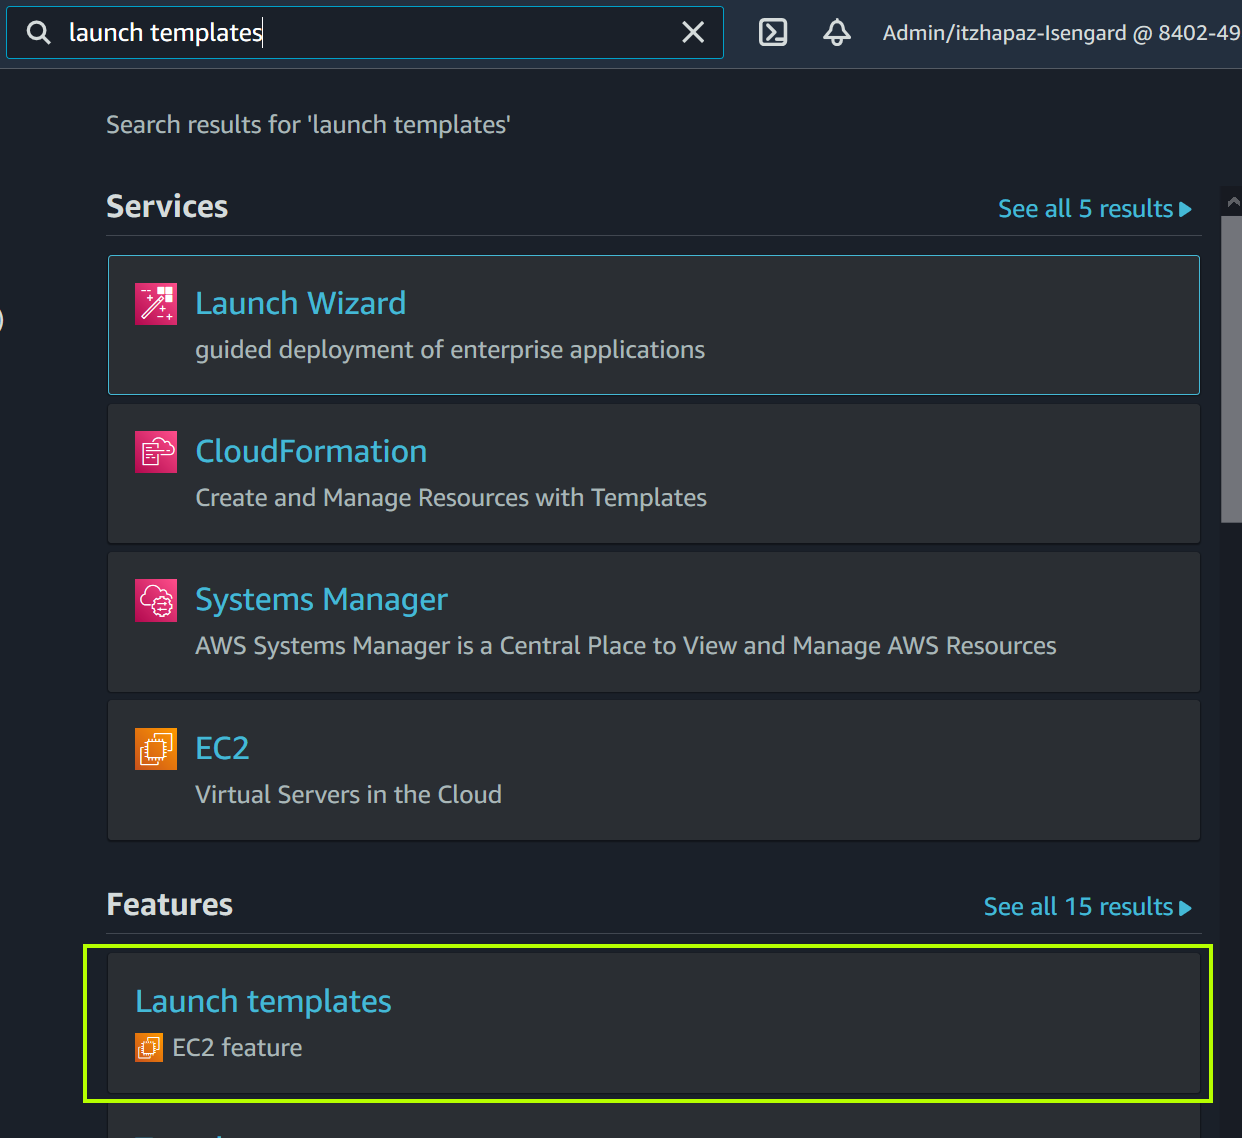 launch templates
Admin/itzhapaz-Isengard @ 8402-49
Search results for 'launch templates'
Services
See all 5 results
Launch Wizard
guided deployment of enterprise applications
CloudFormation
Create and Manage Resources with Templates
Systems Manager
AWS Systems Manager is a Central Place to View and Manage AWS Resources
EC2
Virtual Servers in the Cloud
Features
See all 15 results
Launch templates
EC2 feature